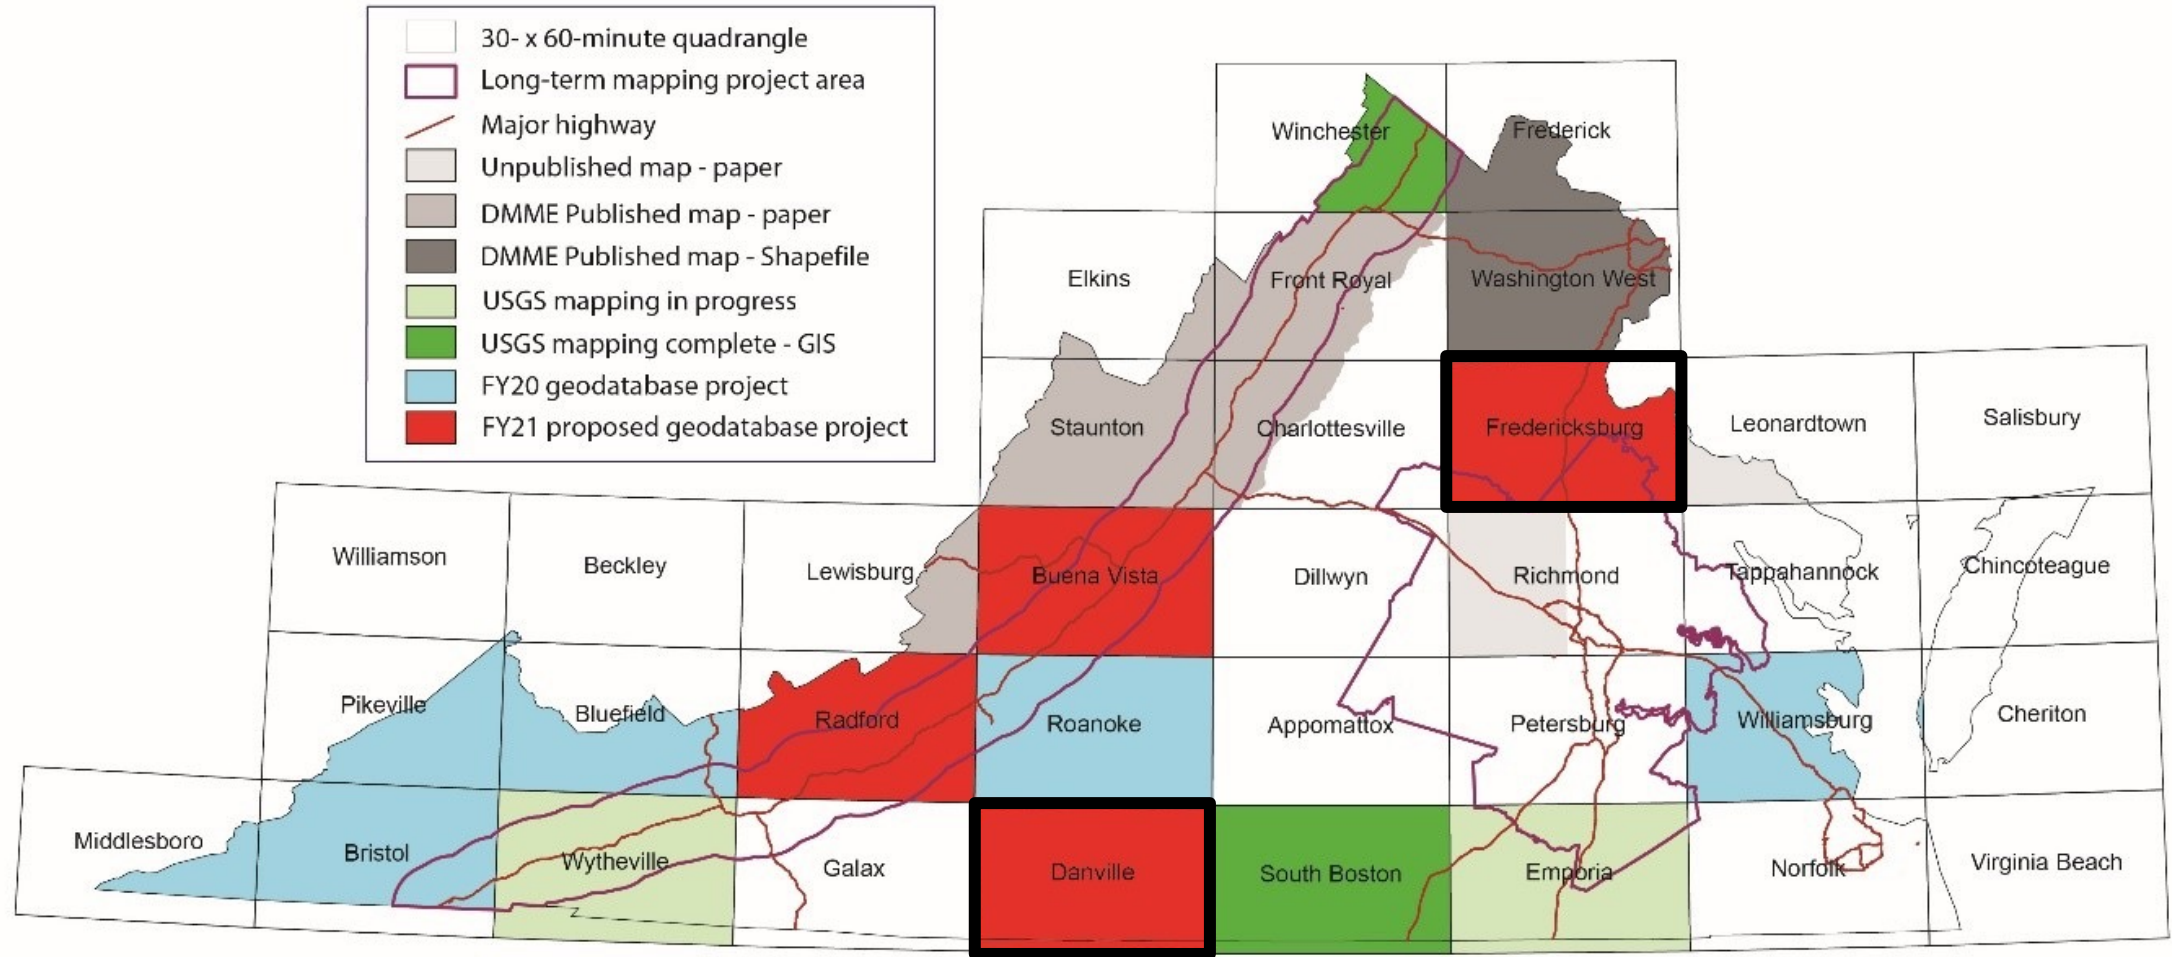 30- x 60-minute quadrangle
Long-term mapping project area
Major highway
Unpublished map - paper
DMME Published map - paper
DMME Published map - Shapefile
USGS mapping in progress
USGS mapping complete - GIS
FY20 geodatabase project
FY21 proposed geodatabase project
Winchester
Frederick
Elkins
Front Royal
Washington West
Staunton
Charlottesville
Fredericksburg
Leonardtown
Salisbury
Williamson
Beckley
Lewisburg
Buena Vista
Dillwyn
Richmond
Tappahannock
Chincoteague
Pikeville
Bluefield
Radford
Roanoke
Appomattox
Petersburg
Williamsburg
Cheriton
Middlesboro
Bristol
Wytheville
Galax
Danville
South Boston
Emporia
Norfolk
Virginia Beach